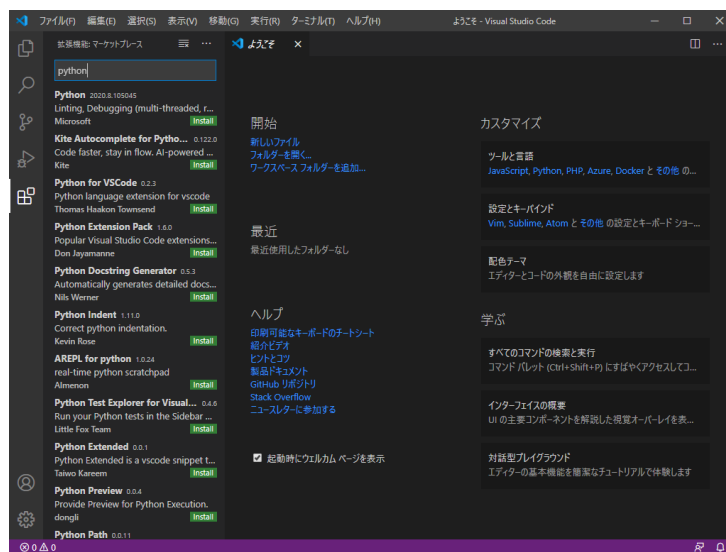 ファイル(F) 編集(E) 選択(S) 表示(V) 移動(G) 実行(R) ターミナル(T) ヘルプ(H) ようこそ - Visual Studio Code
拡張機能: マーケットプレース
python
Python 2020.8.105045
Linting, Debugging (multi-threaded, r...
Microsoft Install
Kite Autocomplete for Pytho... 0.122.0
Code faster, stay in flow. AI-powered ...
Kite Install
Python for VSCode 0.2.3
Python language extension for vscode
Thomas Haakon Townsend Install
Python Extension Pack 1.6.0
Popular Visual Studio Code extensions...
Don Jayamanne Install
Python Docstring Generator 0.5.3
Automatically generates detailed docs...
Nils Werner Install
Python Indent 1.11.0
Correct python indentation.
Kevin Rose Install
AREPL for python 1.0.24
real-time python scratchpad
Almenon Install
Python Test Explorer for Visual... 0.4.6
Run your Python tests in the Sidebar ...
Little Fox Team Install
Python Extended 0.0.1
Python Extended is a vscode snippet t...
Taiwo Kareem Install
Python Preview 0.0.4
Provide Preview for Python Execution.
dongli Install
Python Path 0.0.11
ようこそ
開始
新しいファイル
フォルダーを開く...
ワークスペース フォルダーを追加...
最近
最近使用したフォルダーなし
ヘルプ
印刷可能なキーボードのチートシート
紹介ビデオ
ヒントとコツ
製品ドキュメント
GitHub リポジトリ
Stack Overflow
ニュースレターに参加する
起動時にウェルカム ページを表示
カスタマイズ
ツールと言語
JavaScript, Python, PHP, Azure, Docker と その他 の...
設定とキーバインド
Vim, Sublime, Atom と その他 の設定とキーボード ショー...
配色テーマ
エディターとコードの外観を自由に設定します
学ぶ
すべてのコマンドの検索と実行
コマンド パレット (Ctrl+Shift+P) にすばやくアクセスしてコ...
インターフェイスの概要
UI の主要コンポーネントを解説した視覚オーバーレイを表...
対話型プレイグラウンド
エディターの基本機能を簡潔なチュートリアルで体験します
0 0